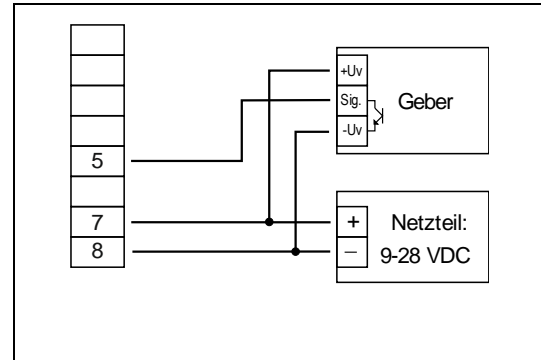 5
7
8
+Uv
Sig.
-Uv
Geber
+
–
Netzteil:
9-28 VDC